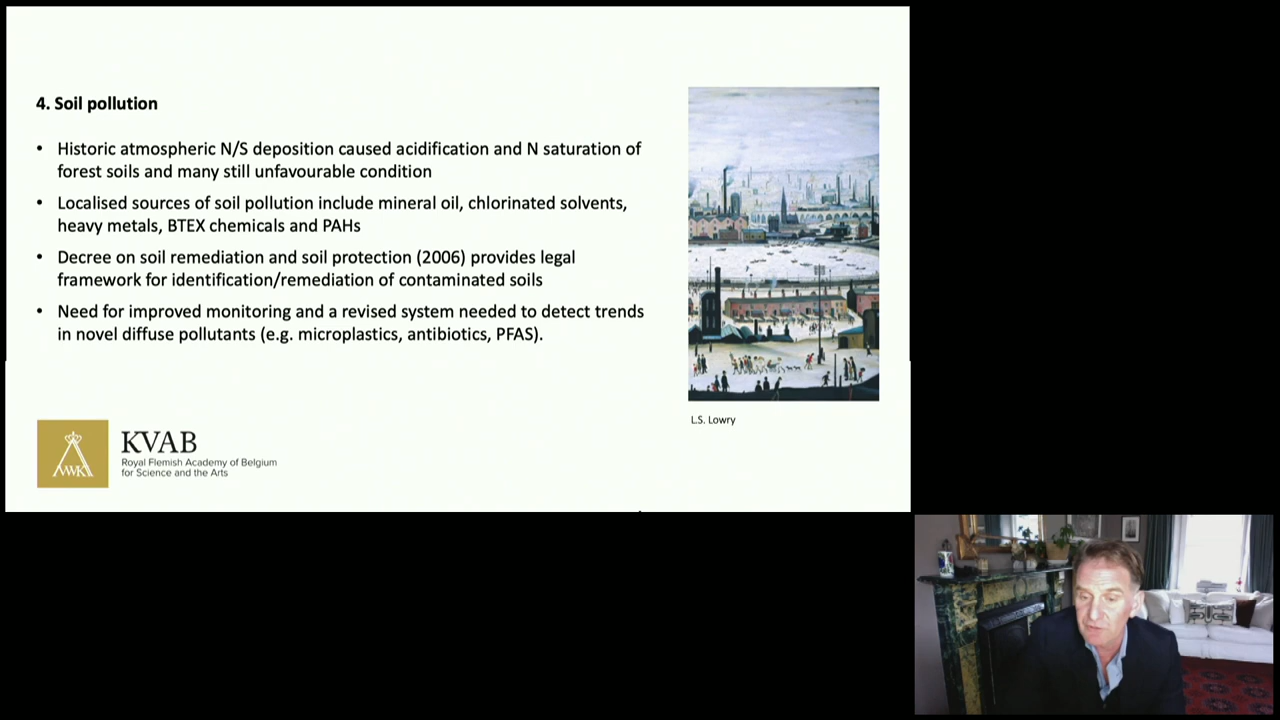 4. Soil pollution
• Historic atmospheric N/S deposition caused acidification and N saturation of
forest soils and many still unfavourable condition
• Localised sources of soil pollution include mineral oil, chlorinated solvents,
heavy metals, BTEX chemicals and PAHs
• Decree on soil remediation and soil protection (2006) provides legal
framework for identification/remediation of contaminated soils
• Need for improved monitoring and a revised system needed to detect trends
in novel diffuse pollutants (e.g. microplastics, antibiotics, PFAS).
L.S. Lowry
KVAB
Royal Flemish Academy of Belgium
for Science and the Arts